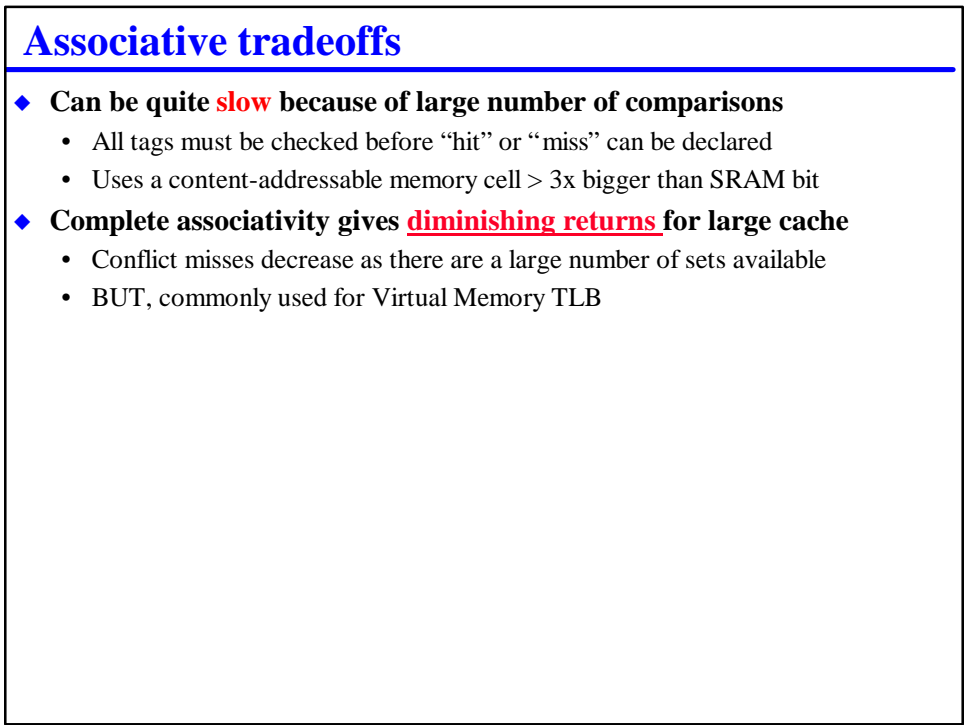 Associative tradeoffs
◆ Can be quite slow because of large number of comparisons
• All tags must be checked before “hit” or “miss” can be declared
• Uses a content-addressable memory cell > 3x bigger than SRAM bit
◆ Complete associativity gives diminishing returns for large cache
• Conflict misses decrease as there are a large number of sets available
• BUT, commonly used for Virtual Memory TLB